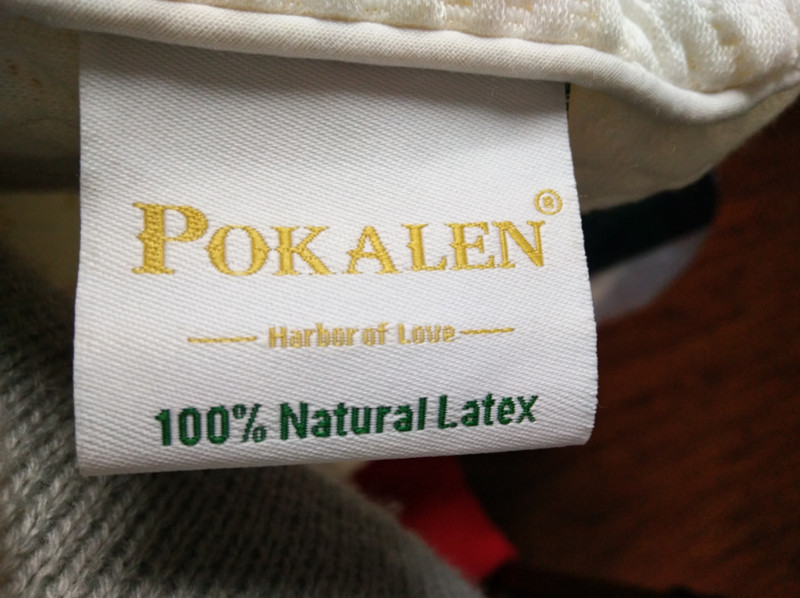 POKALEN®
Harbor of Love
100% Natural Latex